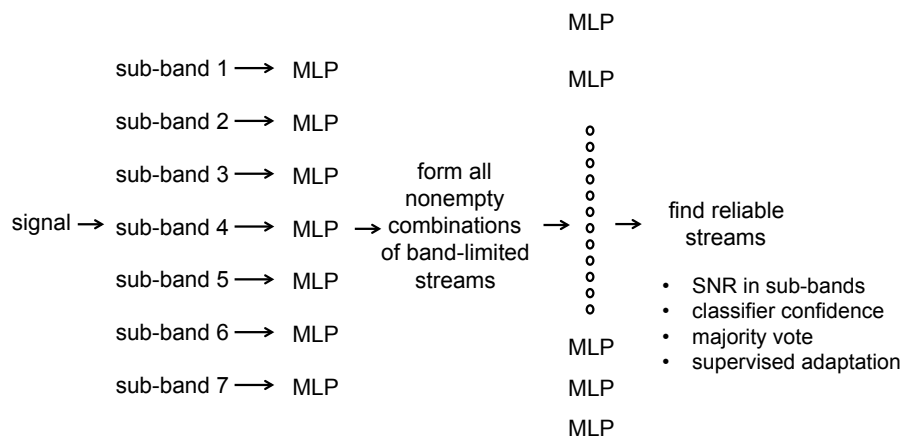 signal
sub-band 1
sub-band 2
sub-band 3
sub-band 4
sub-band 5
sub-band 6
sub-band 7
MLP
MLP
MLP
MLP
MLP
MLP
MLP
form all
nonempty
combinations
of band-limited
streams
MLP
MLP
MLP
MLP
MLP
find reliable
streams
• SNR in sub-bands
• classifier confidence
• majority vote
• supervised adaptation